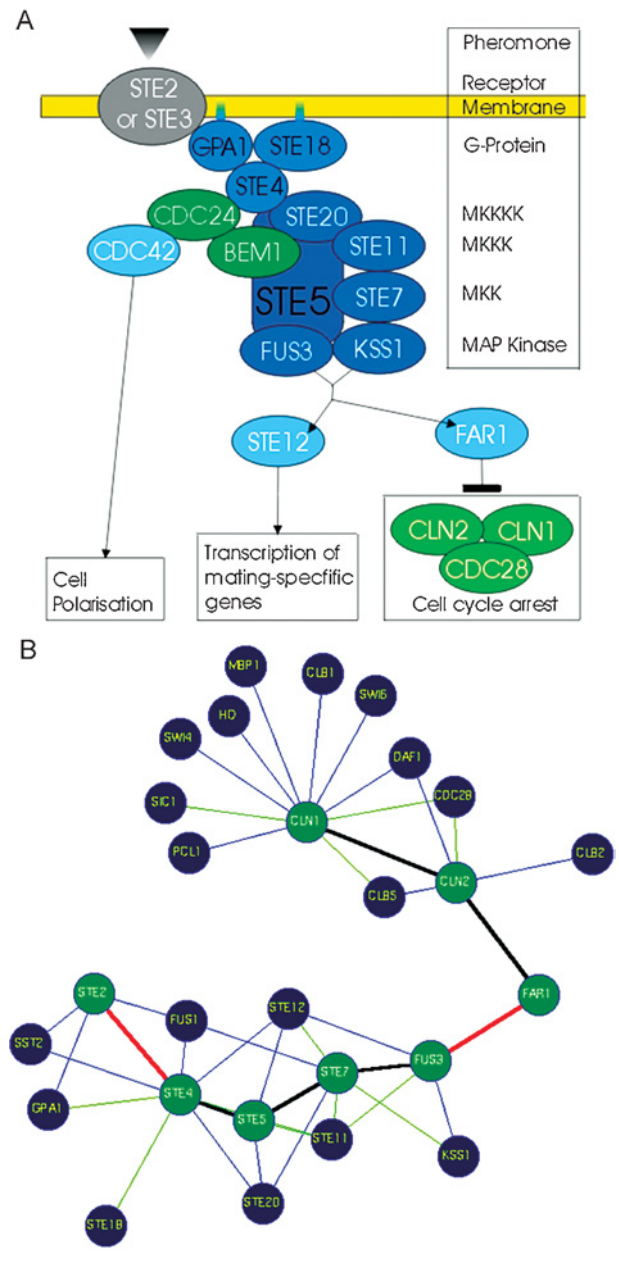 A
Pheromone
STE2
or STE3
Receptor
Membrane
GPA1
STE18
G-Protein
STE4
CDC24
STE20
MKKKK
CDC42
BEM1
STE11
MKKK
STE5
STE7
MKK
FUS3
KSS1
MAP Kinase
STE12
FAR1
CLN2
CLN1
CDC28
Cell cycle arrest
Transcription of
mating-specffific
genes
Cell
Polarisation
B
MBP1
CLB1
SWI6
HO
SWI4
DAF1
CDC28
SIC1
CLN1
PCL1
CLB2
CLN2
CLB5
STE2
FAR1
STE12
FUS1
SST2
FUS3
STE7
STE4
GPA1
STE5
STE11
KSS1
STE20
STE18